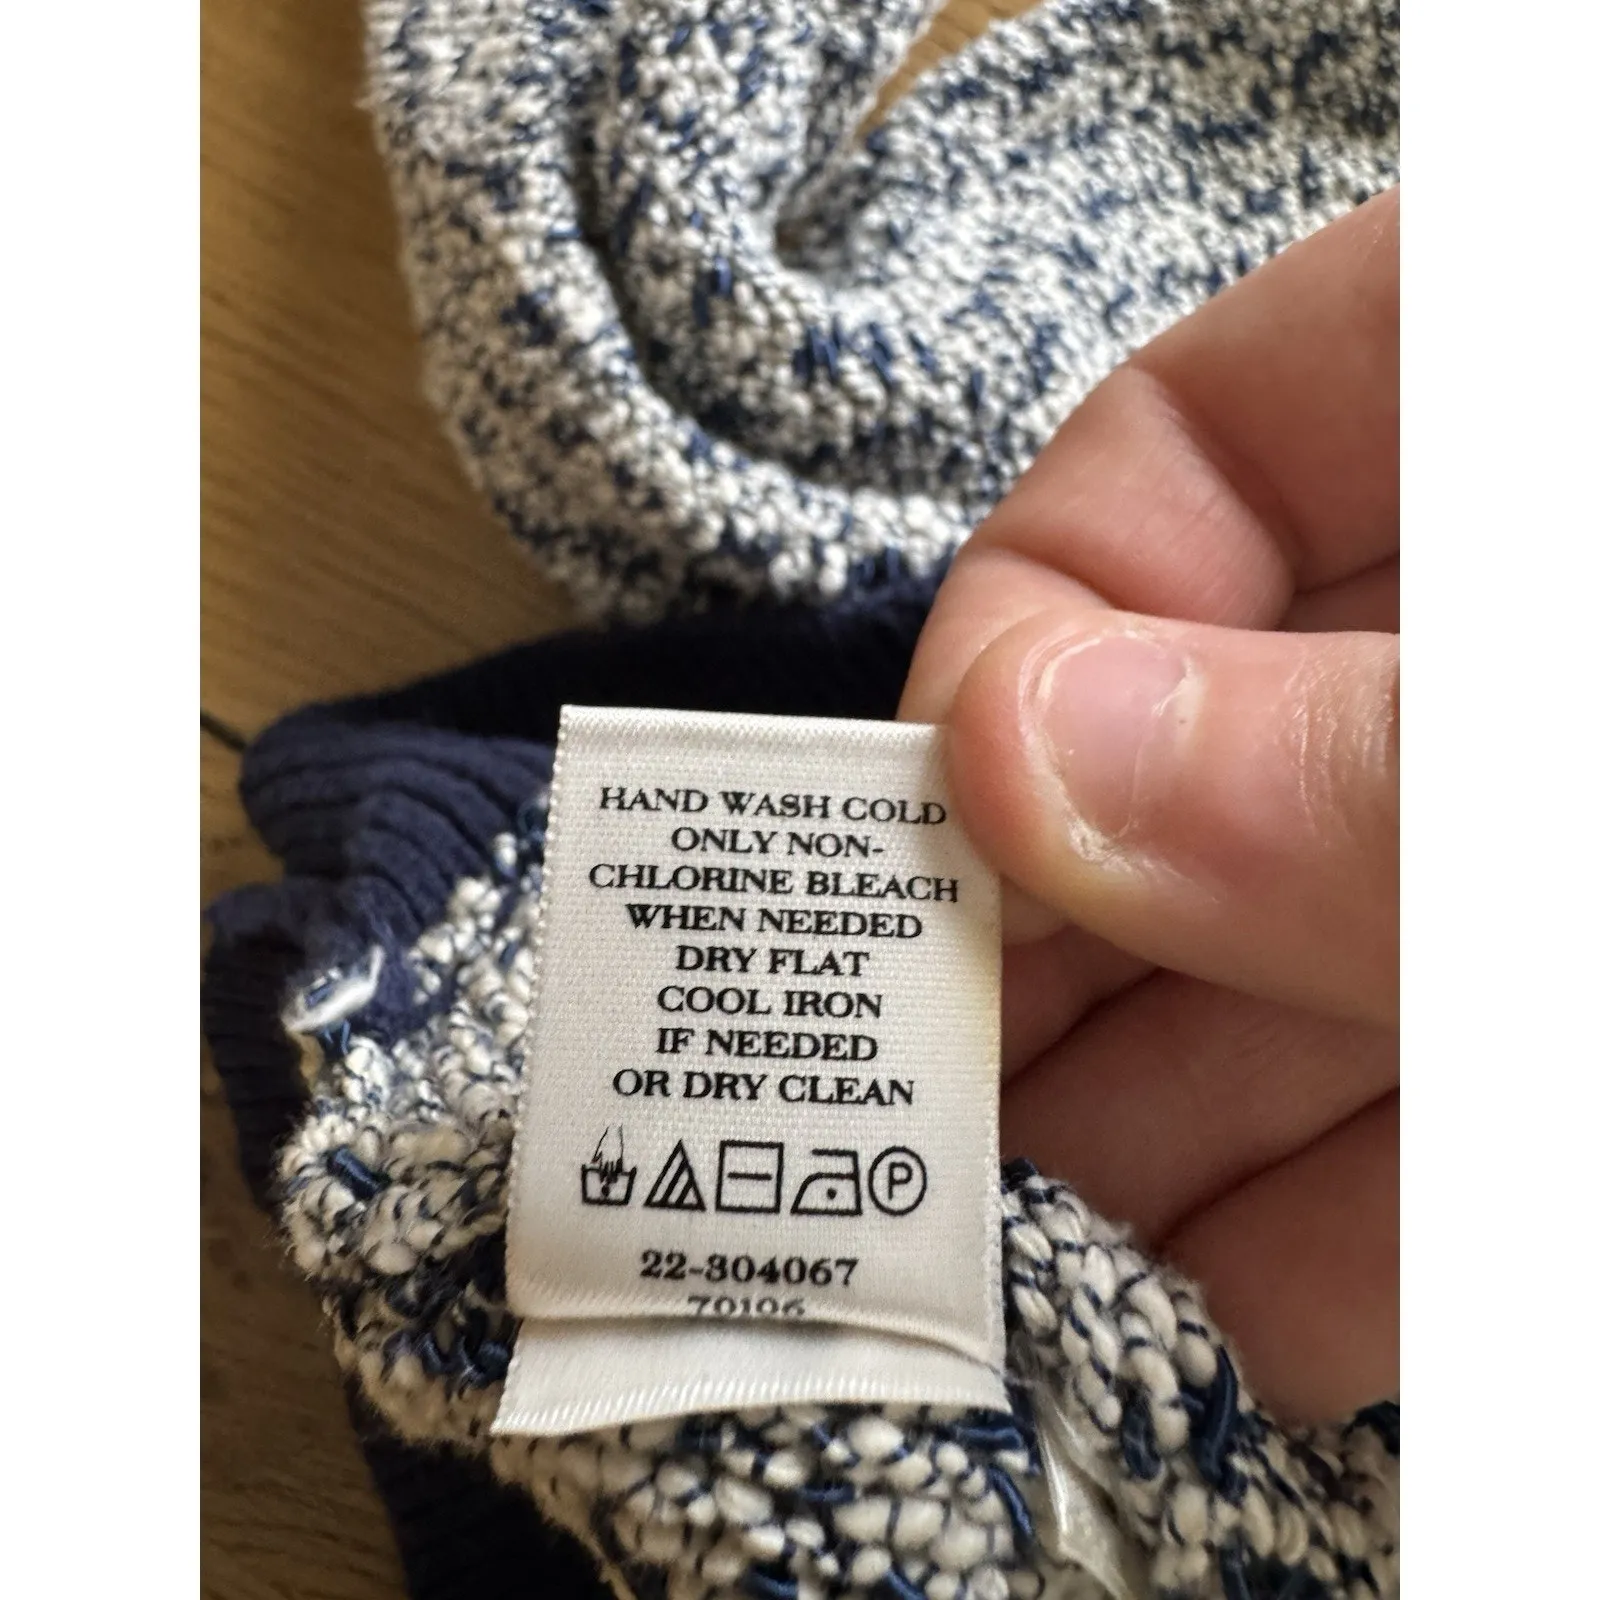 HAND WASH COLD
ONLY NON-
CHLORINE BLEACH
WHEN NEEDED
DRY FLAT
COOL IRON
IF NEEDED
OR DRY CLEAN
P
22-304067
70106